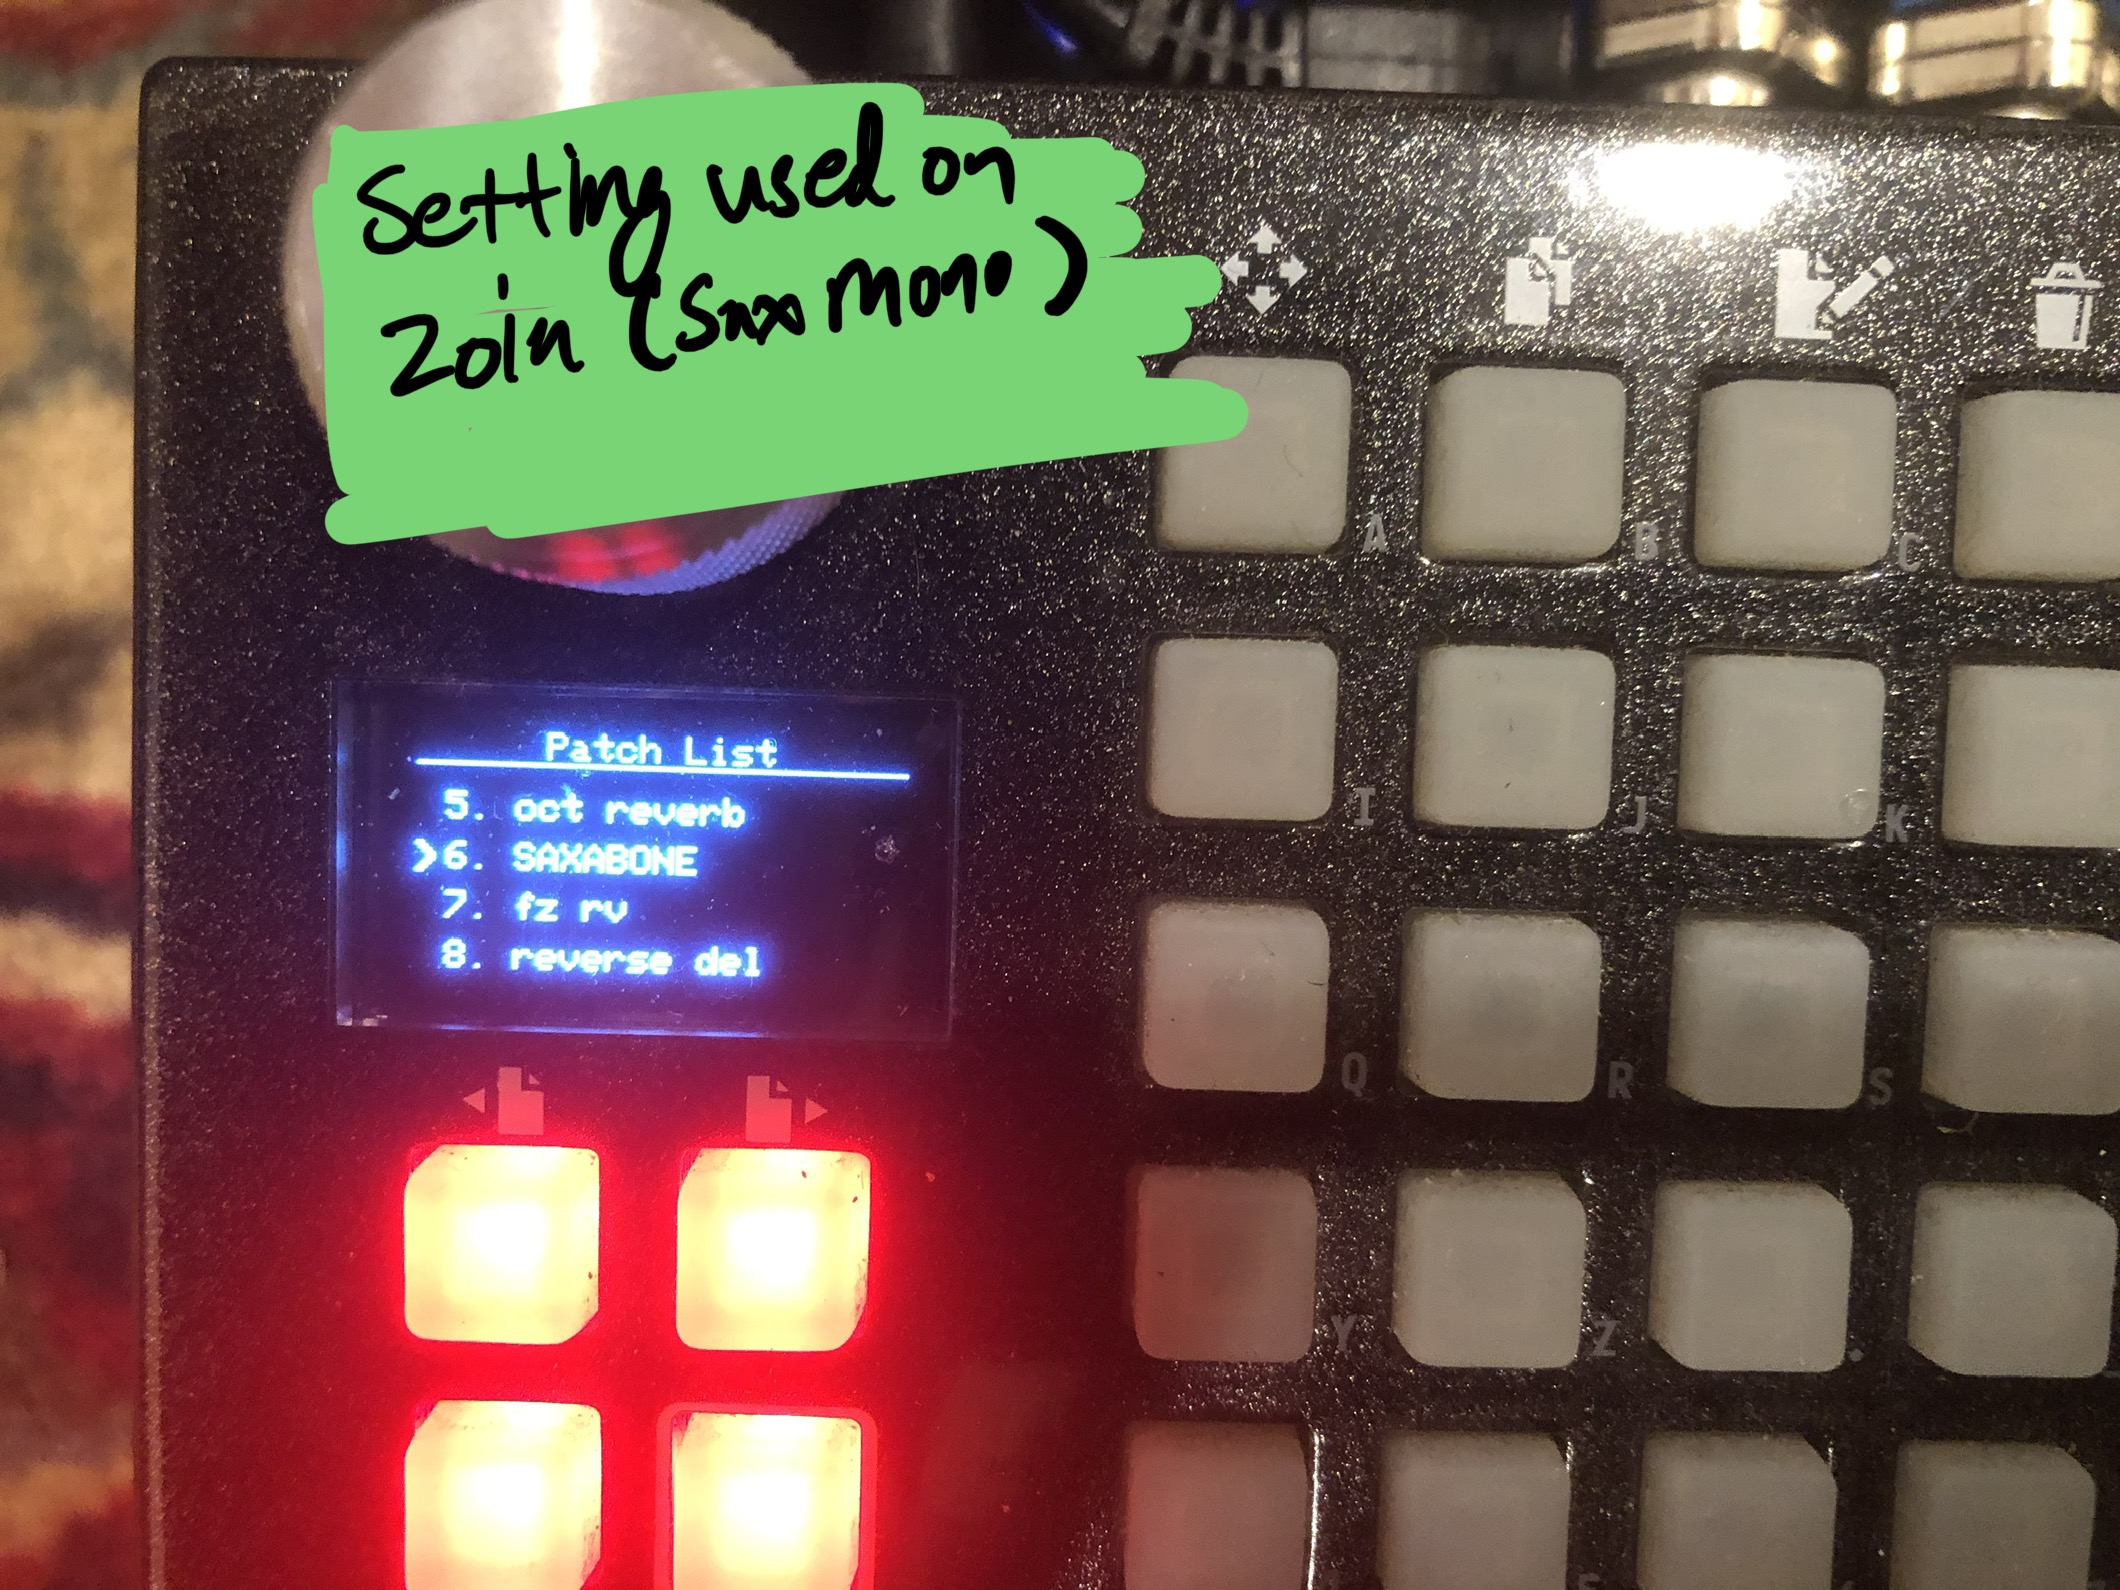 Setting used on
Zoia (Sax Mono)
A B C
Patch List
5. oct reverb
>6. SAXABONE
7. fz rv
8. reverse del
I J K
Q R S
Y Z .